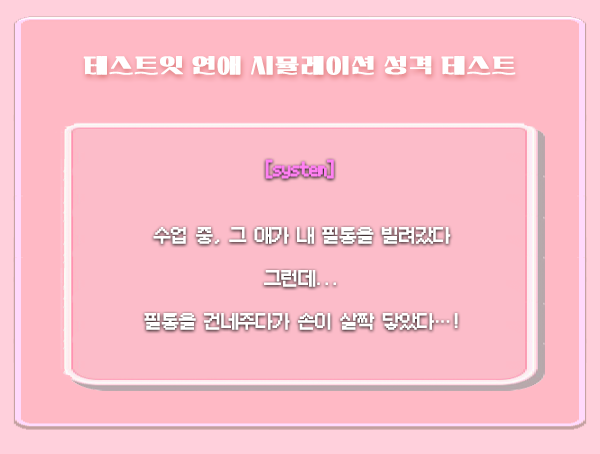 테스트잇 연애 시뮬레이션 성격 테스트
[system]
수업 중, 그 애가 내 필통을 빌려갔다
그런데...
필통을 건네주다가 손이 살짝 닿았다…!